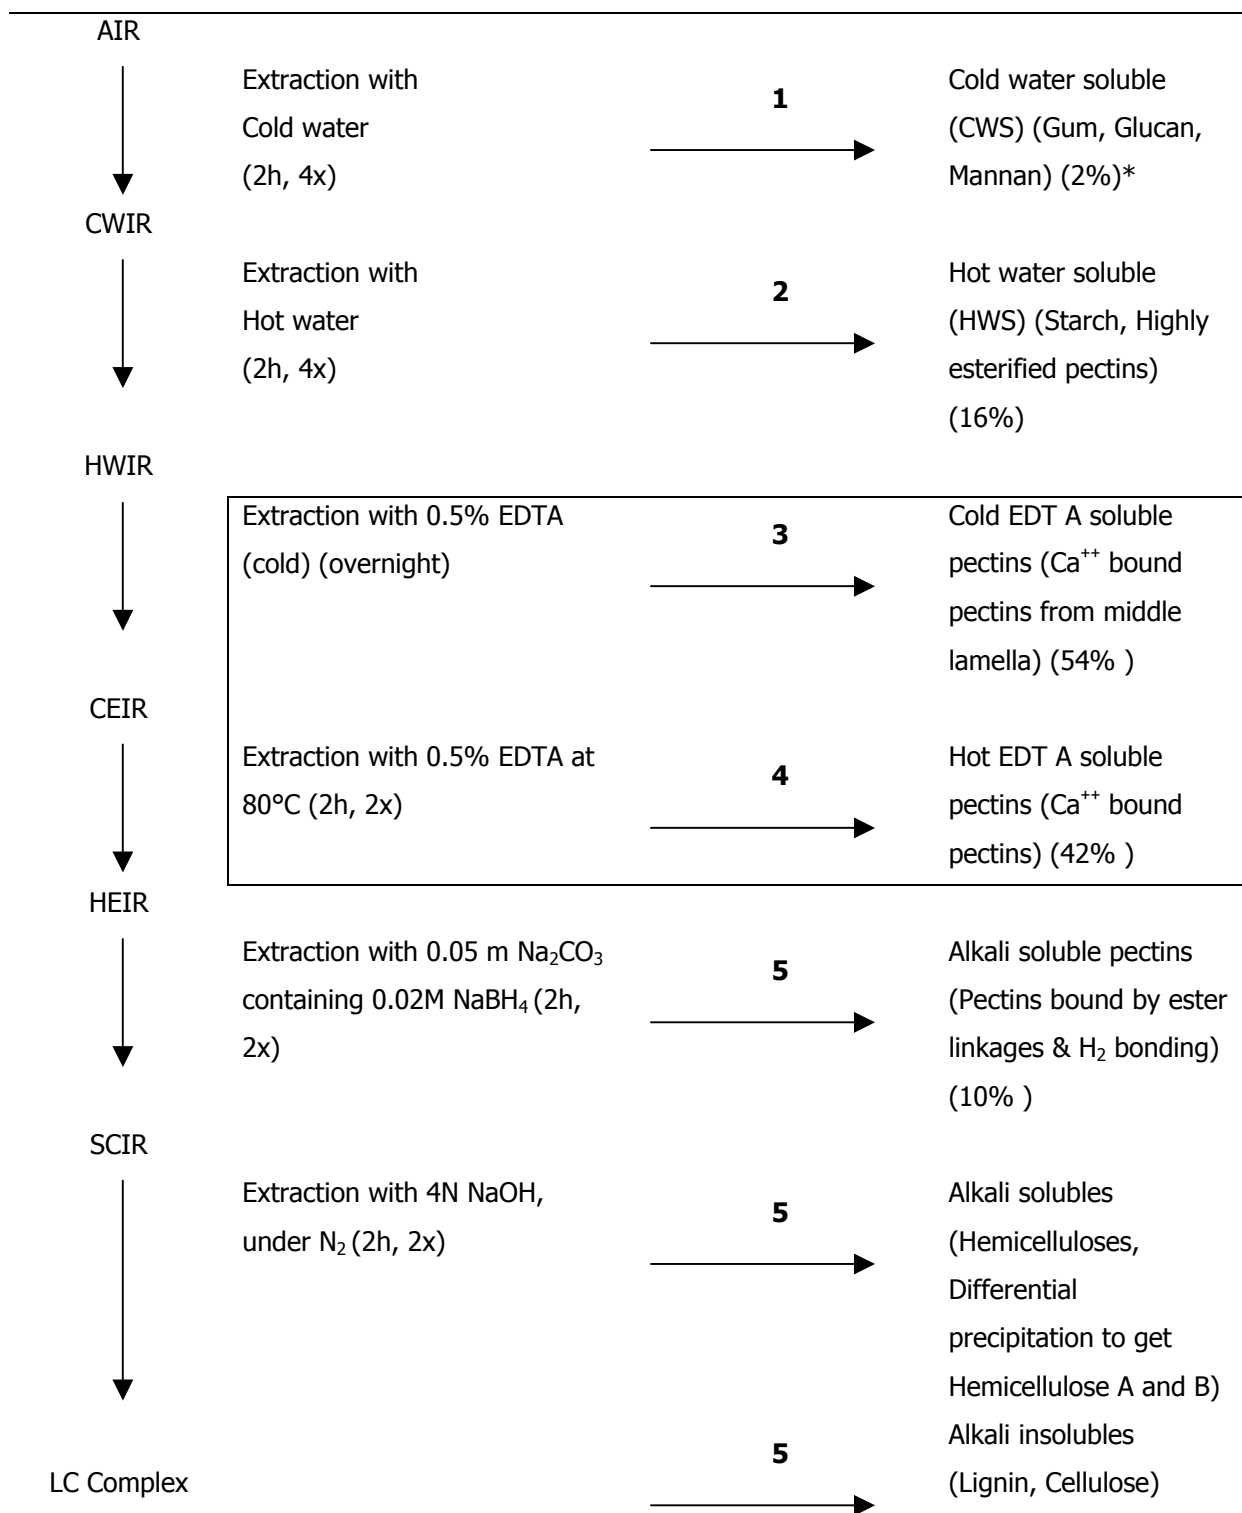 AIR
Extraction with
Cold water
(2h, 4x)
1
Cold water soluble
(CWS) (Gum, Glucan,
Mannan) (2%)*
CWIR
Extraction with
Hot water
(2h, 4x)
2
Hot water soluble
(HWS) (Starch, Highly
esterified pectins)
(16%)
HWIR
Extraction with 0.5% EDTA
(cold) (overnight)
3
Cold EDT A soluble
pectins (Ca⁺⁺ bound
pectins from middle
lamella) (54% )
CEIR
Extraction with 0.5% EDTA at
80°C (2h, 2x)
4
Hot EDT A soluble
pectins (Ca⁺⁺ bound
pectins) (42% )
HEIR
Extraction with 0.05 m Na₂CO₃
containing 0.02M NaBH₄ (2h,
2x)
5
Alkali soluble pectins
(Pectins bound by ester
linkages & H₂ bonding)
(10% )
SCIR
Extraction with 4N NaOH,
under N₂ (2h, 2x)
5
Alkali solubles
(Hemicelluloses,
Differential
precipitation to get
Hemicellulose A and B)
LC Complex
5
Alkali insolubles
(Lignin, Cellulose)